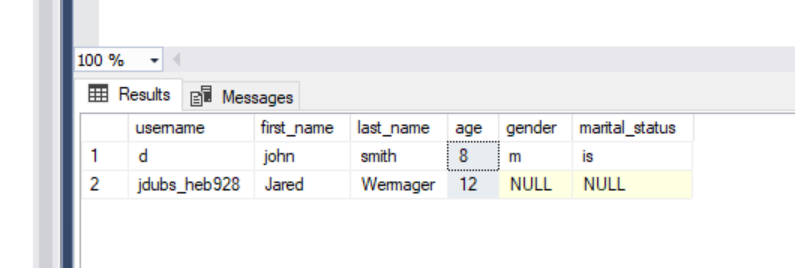 100 %
Results Messages
username first_name last_name age gender marital_status
1 d john smith 8 m is
2 jdubs_heb928 Jared Wermager 12 NULL NULL